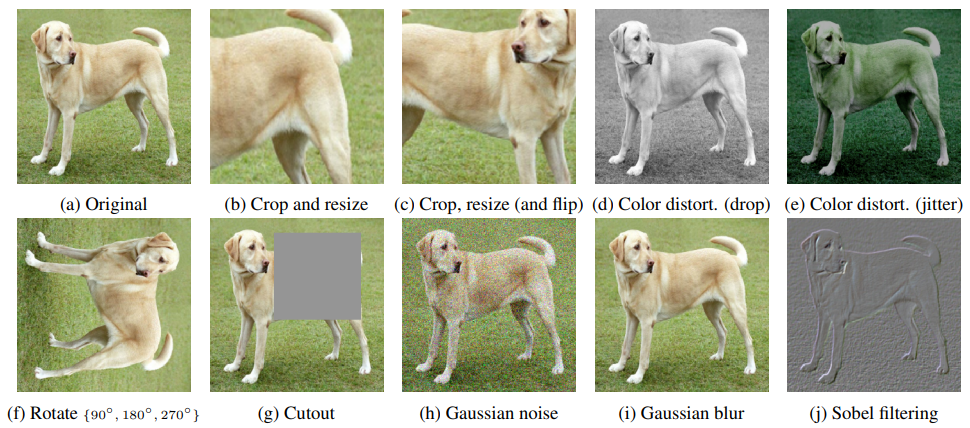 (a) Original
(b) Crop and resize
(c) Crop, resize (and flip)
(d) Color distort. (drop)
(e) Color distort. (jitter)
(f) Rotate {90°, 180°, 270°}
(g) Cutout
(h) Gaussian noise
(i) Gaussian blur
(j) Sobel filtering